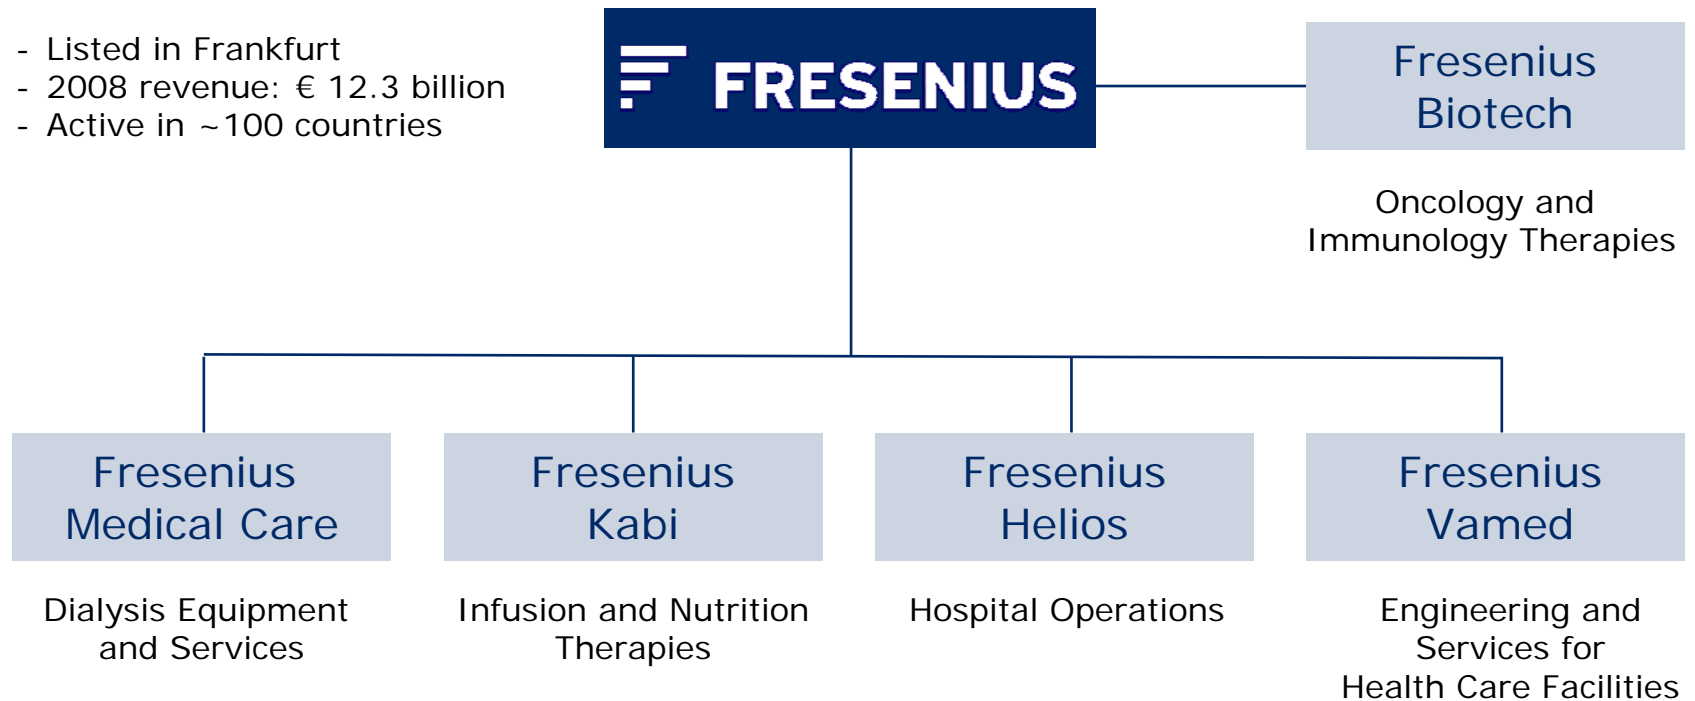 - Listed in Frankfurt
- 2008 revenue: € 12.3 billion
- Active in ~100 countries
FRESENIUS
Fresenius
Biotech
Oncology and
Immunology Therapies
Fresenius
Medical Care
Dialysis Equipment
and Services
Fresenius
Kabi
Infusion and Nutrition
Therapies
Fresenius
Helios
Hospital Operations
Fresenius
Vamed
Engineering and
Services for
Health Care Facilities